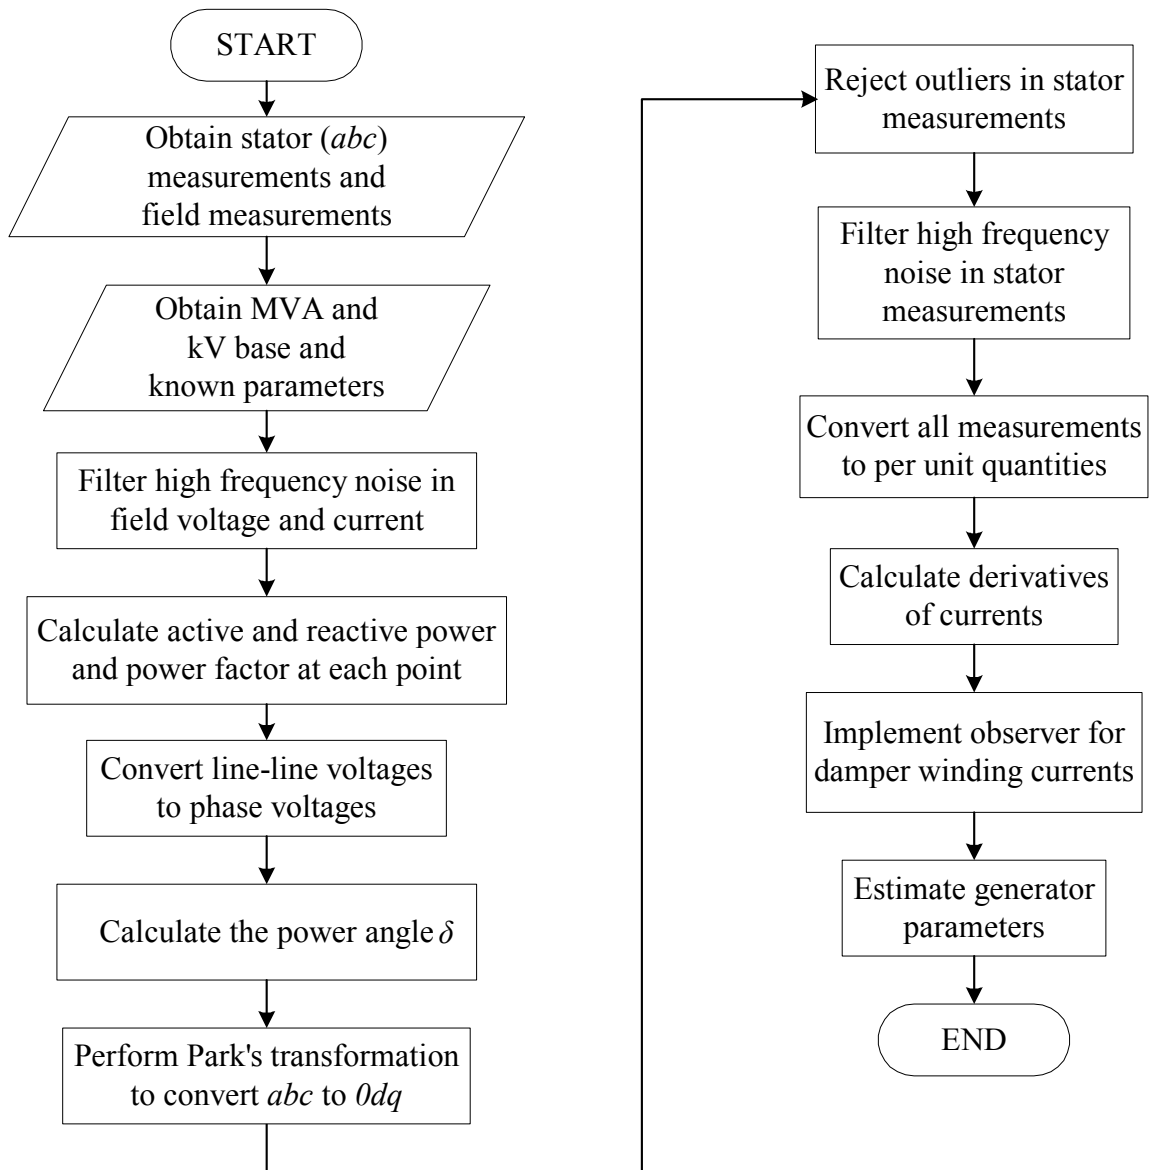 START
Obtain stator (abc)
measurements and
field measurements
Obtain MVA and
kV base and
known parameters
Filter high frequency noise in
field voltage and current
Calculate active and reactive power
and power factor at each point
Convert line-line voltages
to phase voltages
Calculate the power angle δ
Perform Park's transformation
to convert abc to 0dq
Reject outliers in stator
measurements
Filter high frequency
noise in stator
measurements
Convert all measurements
to per unit quantities
Calculate derivatives
of currents
Implement observer for
damper winding currents
Estimate generator
parameters
END